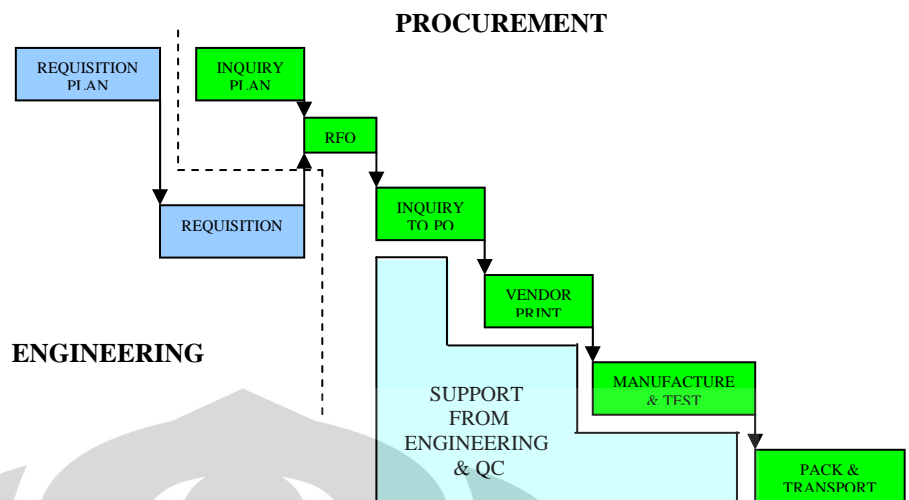 PROCUREMENT
REQUISITION
PLAN
INQUIRY
PLAN
RFO
REQUISITION
INQUIRY
TO PO
VENDOR
PRINT
ENGINEERING
MANUFACTURE
& TEST
SUPPORT
FROM
ENGINEERING
& QC
PACK &
TRANSPORT